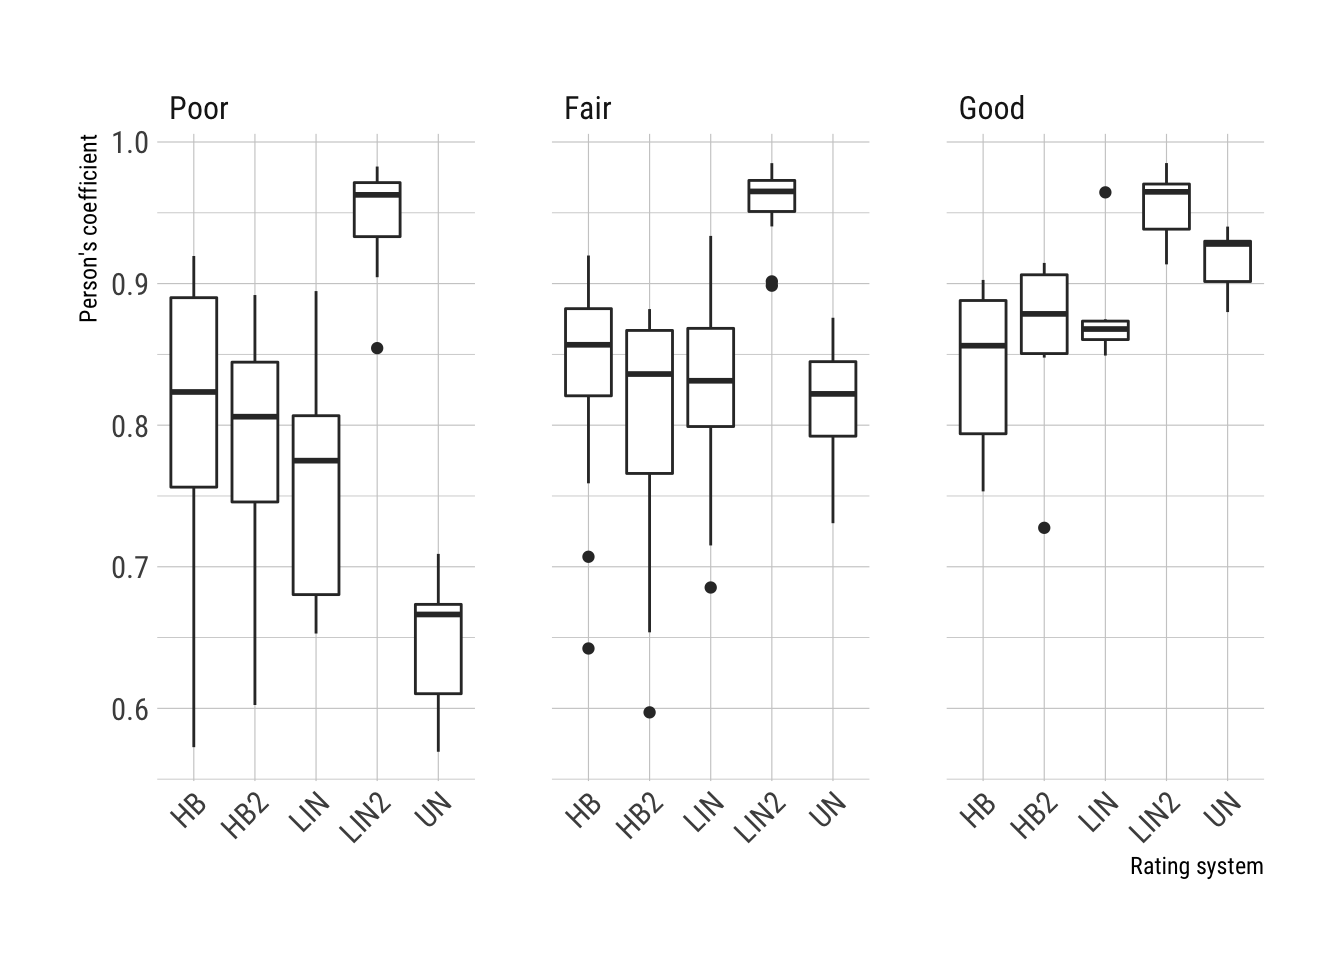 Poor
Fair
Good
Person's coefficient
1.0
0.9
0.8
0.7
0.6
HB
HB2
LIN
LIN2
UN
HB
HB2
LIN
LIN2
UN
HB
HB2
LIN
LIN2
UN
Rating system